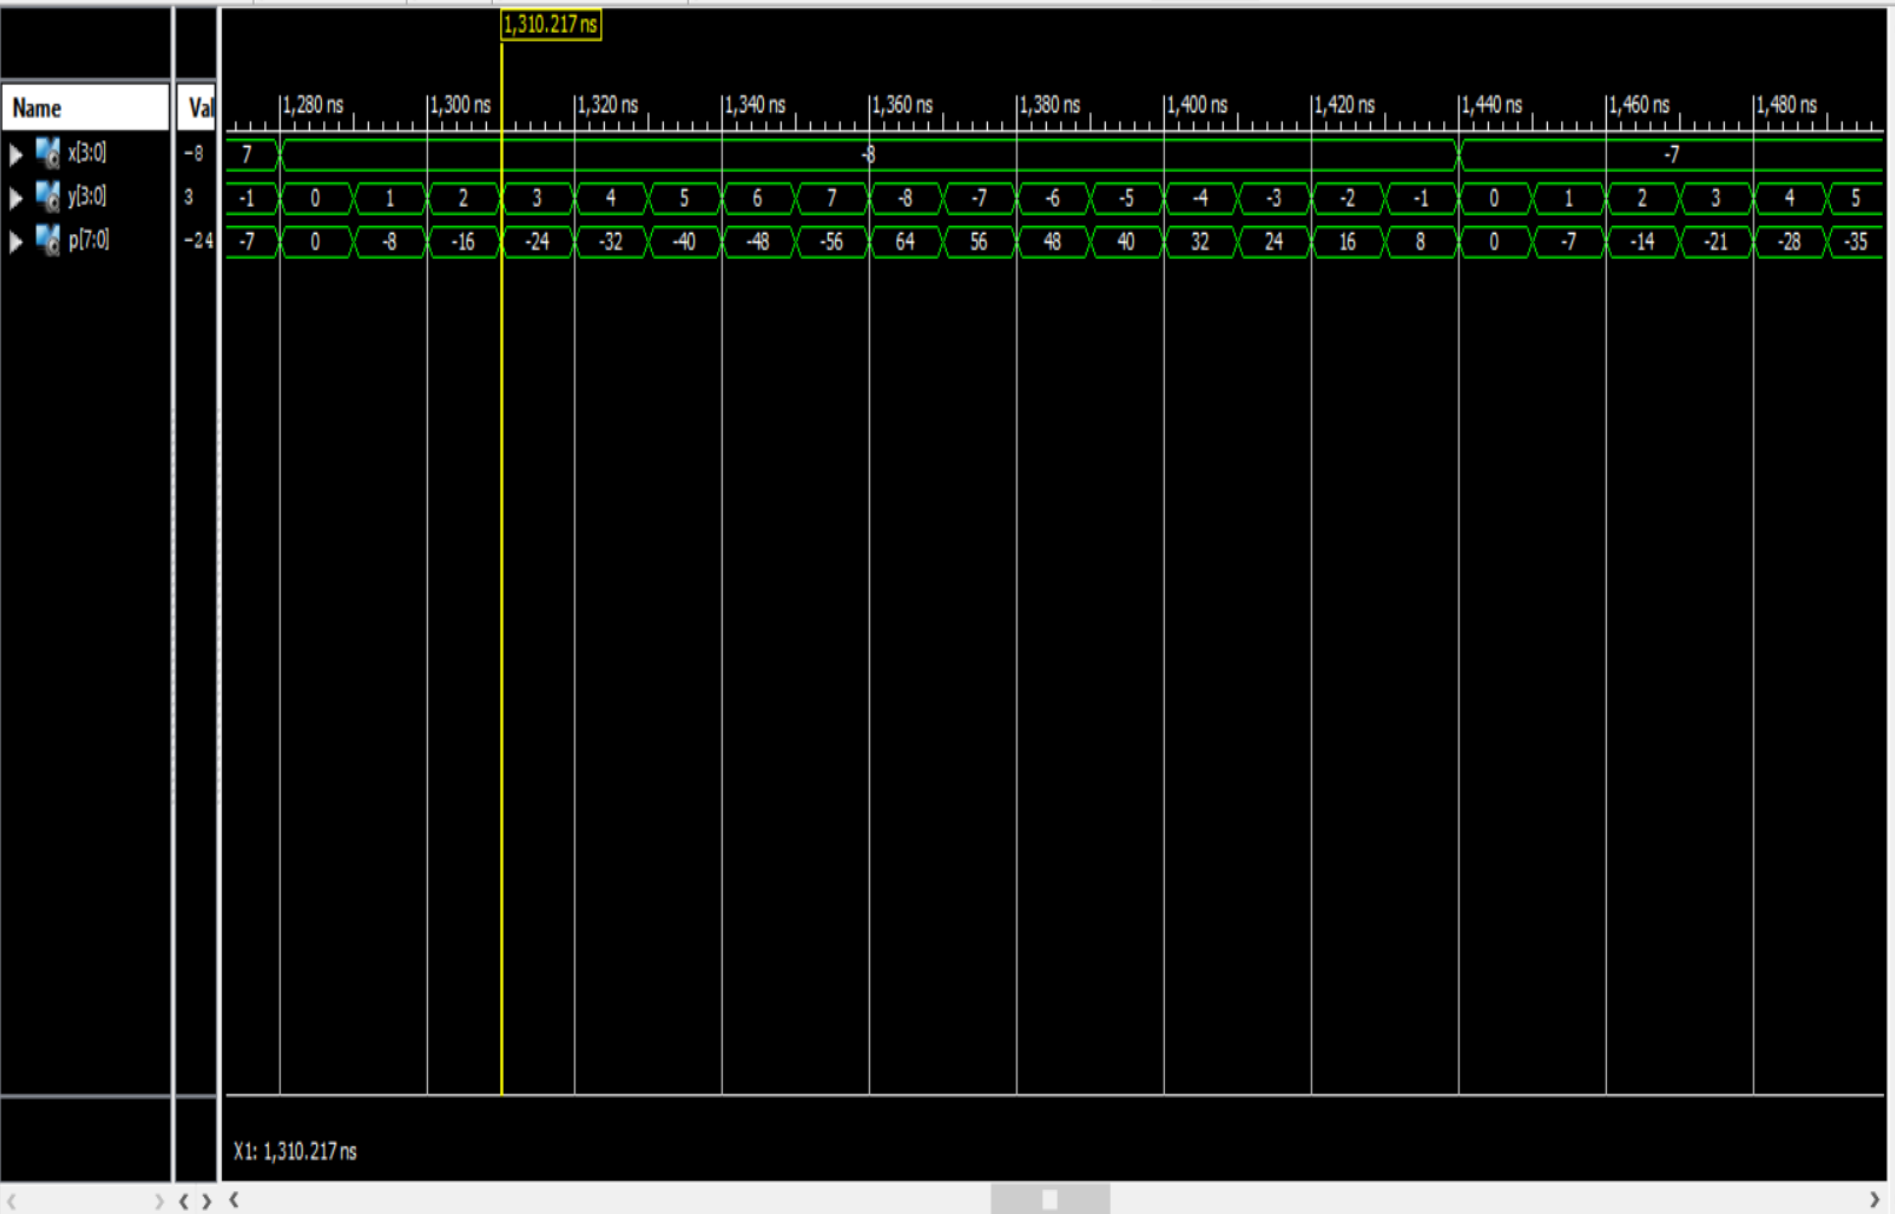 1,310.217 ns
Name Val 1,280 ns 1,300 ns 1,320 ns 1,340 ns 1,360 ns 1,380 ns 1,400 ns 1,420 ns 1,440 ns 1,460 ns 1,480 ns
x[3:0] -8 7 -8 -7
y[3:0] 3 -1 0 1 2 3 4 5 6 7 -8 -7 -6 -5 -4 -3 -2 -1 0 1 2 3 4 5
p[7:0] -24 -7 0 -8 -16 -24 -32 -40 -48 -56 64 56 48 40 32 24 16 8 0 -7 -14 -21 -28 -35
X1: 1,310.217 ns